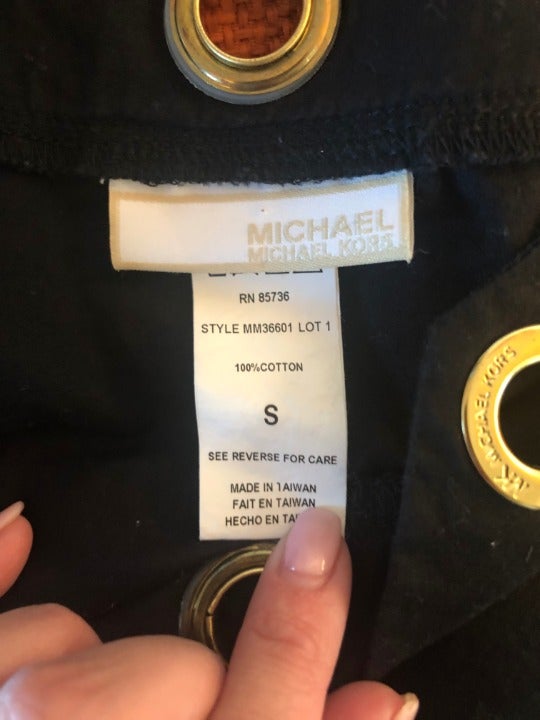 MICHAEL
MICHAEL KORS
RN 85736
STYLE MM36601 LOT 1
100%COTTON
S
SEE REVERSE FOR CARE
MADE IN TAIWAN
FAIT EN TAIWAN
HECHO EN
MK MICHAEL KORS